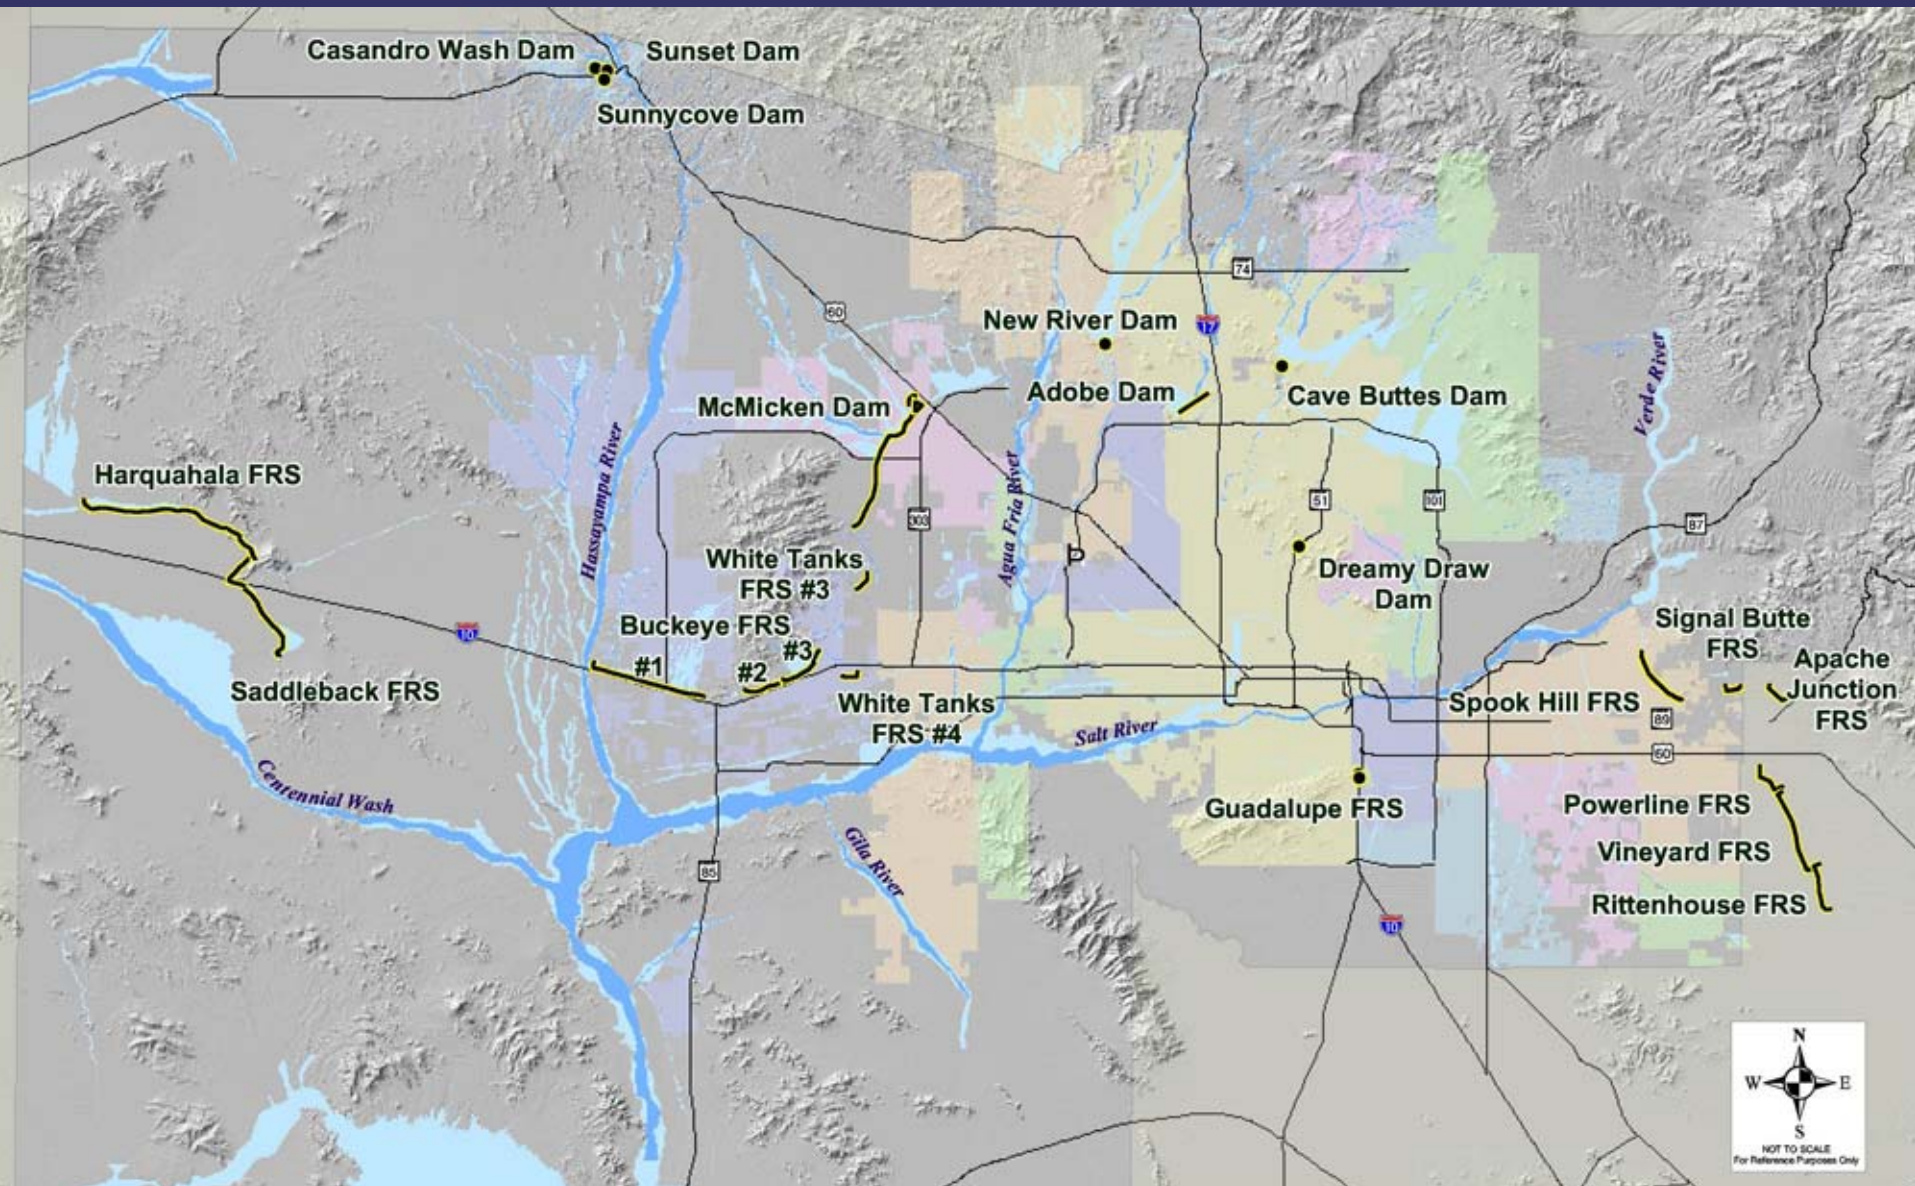 Casandro Wash Dam
Sunset Dam
Sunnycove Dam
74
60
New River Dam
17
Adobe Dam
Cave Buttes Dam
McMicken Dam
Verde River
Hassayampa River
Agua Fria River
Harquahala FRS
51
101
303
87
White Tanks
FRS #3
Dreamy Draw
Dam
Buckeye FRS
#1
#2
#3
10
Signal Butte
FRS
Apache
Junction
FRS
Saddleback FRS
White Tanks
FRS #4
Spook Hill FRS
89
Salt River
60
Centennial Wash
Guadalupe FRS
Powerline FRS
Gila River
85
Vineyard FRS
Rittenhouse FRS
10
N
W E
S
NOT TO SCALE
For Reference Purposes Only